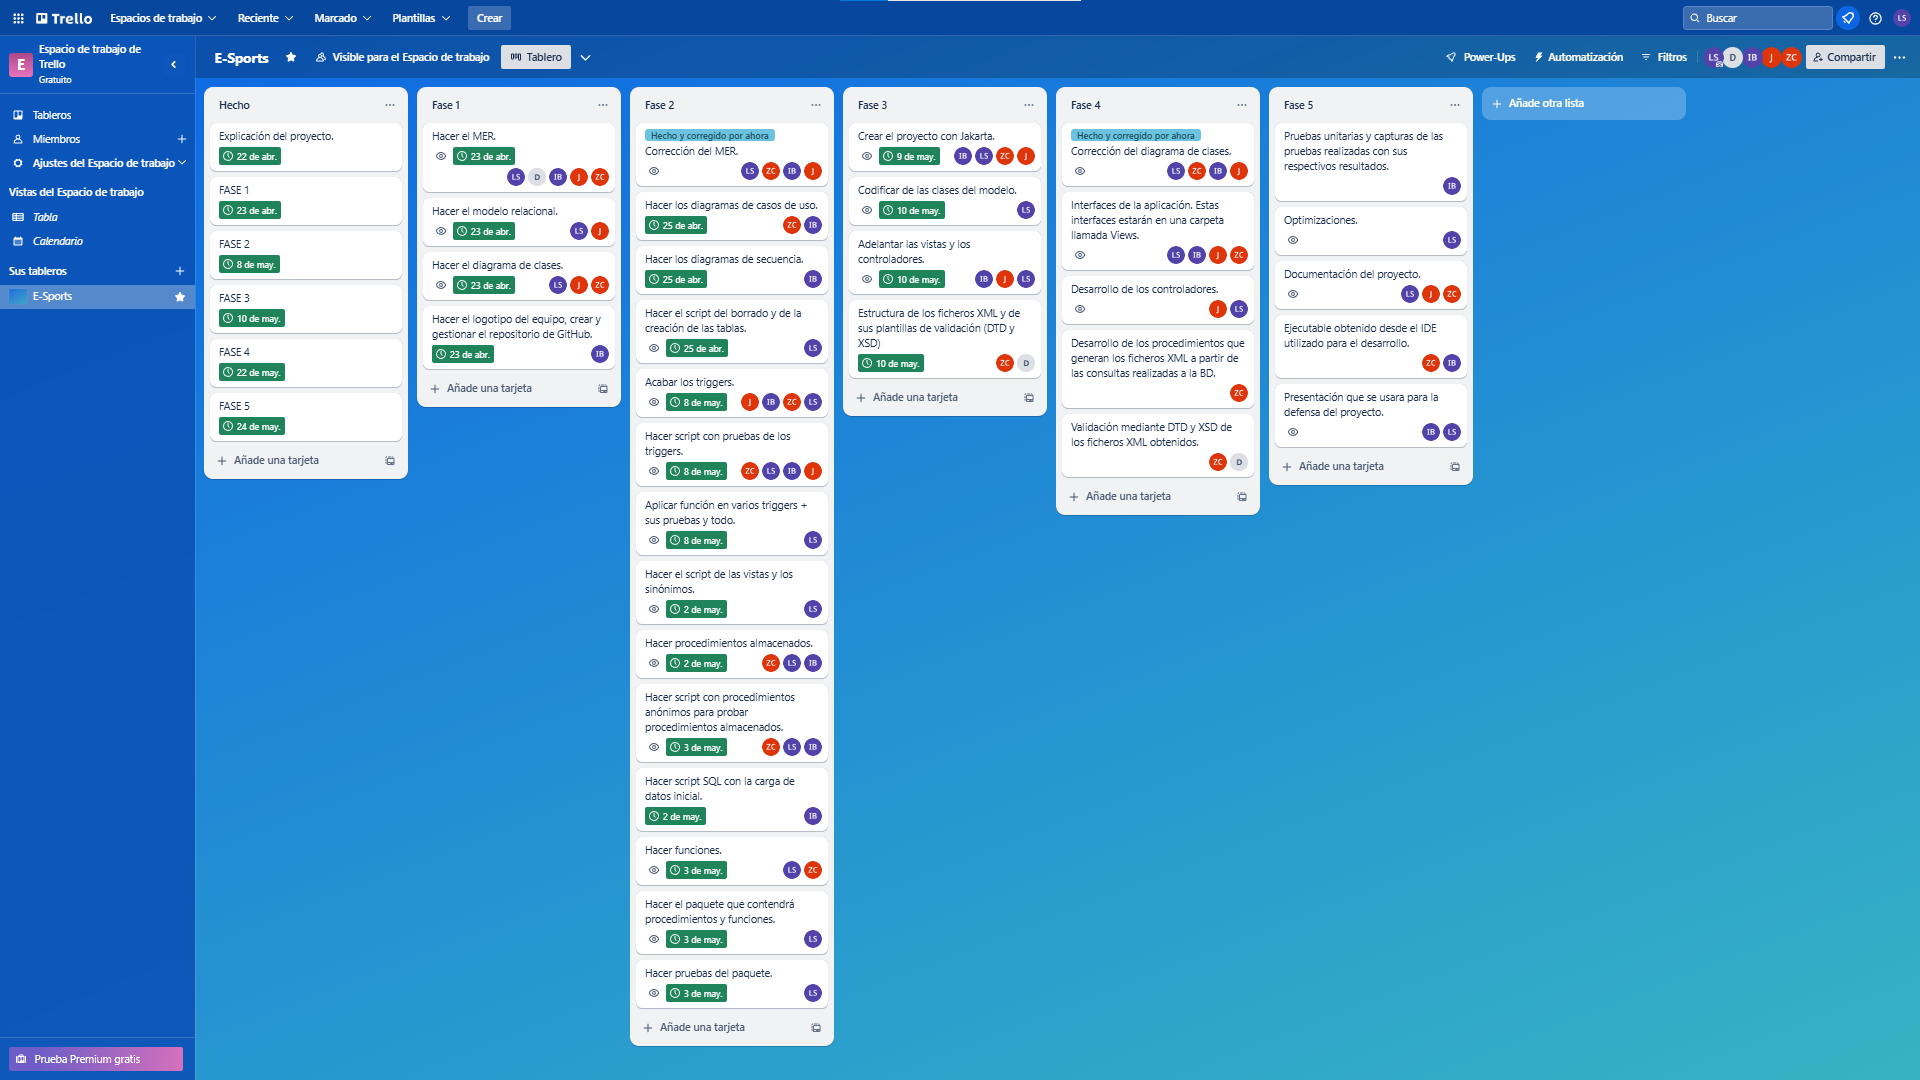 Trello
Espacios de trabajo
Reciente
Marcado
Plantillas
Crear
Buscar
LS
E
Espacio de trabajo de
Trello
Gratuito
E-Sports
Visible para el Espacio de trabajo
Tablero
Power-Ups
Automatización
Filtros
LS D IB J ZC
Compartir
Tableros
Miembros
Ajustes del Espacio de trabajo
Vistas del Espacio de trabajo
Tabla
Calendario
Sus tableros
E-Sports
Prueba Premium gratis
Hecho
Explicación del proyecto.
22 de abr.
FASE 1
23 de abr.
FASE 2
8 de may.
FASE 3
10 de may.
FASE 4
22 de may.
FASE 5
24 de may.
Añade una tarjeta
Fase 1
Hacer el MER.
23 de abr.
LS D IB J ZC
Hacer el modelo relacional.
23 de abr. LS J
Hacer el diagrama de clases.
23 de abr. LS J ZC
Hacer el logotipo del equipo, crear y
gestionar el repositorio de GitHub.
23 de abr. IB
Añade una tarjeta
Fase 2
Hecho y corregido por ahora
Corrección del MER.
LS ZC IB J
Hacer los diagramas de casos de uso.
25 de abr. ZC IB
Hacer los diagramas de secuencia.
25 de abr. IB
Hacer el script del borrado y de la
creación de las tablas.
25 de abr. LS
Acabar los triggers.
8 de may. J IB ZC LS
Hacer script con pruebas de los
triggers.
8 de may. ZC LS IB J
Aplicar función en varios triggers +
sus pruebas y todo.
8 de may. LS
Hacer el script de las vistas y los
sinónimos.
2 de may. LS
Hacer procedimientos almacenados.
2 de may. ZC LS IB
Hacer script con procedimientos
anónimos para probar
procedimientos almacenados.
3 de may. ZC LS IB
Hacer script SQL con la carga de
datos inicial.
2 de may. IB
Hacer funciones.
3 de may. LS ZC
Hacer el paquete que contendrá
procedimientos y funciones.
3 de may. LS
Hacer pruebas del paquete.
3 de may. LS
Añade una tarjeta
Fase 3
Crear el proyecto con Jakarta.
9 de may. IB LS ZC J
Codificar de las clases del modelo.
10 de may. LS
Adelantar las vistas y los
controladores.
10 de may. IB J LS
Estructura de los ficheros XML y de
sus plantillas de validación (DTD y
XSD)
10 de may. ZC D
Añade una tarjeta
Fase 4
Hecho y corregido por ahora
Corrección del diagrama de clases.
LS ZC IB J
Interfaces de la aplicación. Estas
interfaces estarán en una carpeta
llamada Views.
LS IB J ZC
Desarrollo de los controladores.
J LS
Desarrollo de los procedimientos que
generan los ficheros XML a partir de
las consultas realizadas a la BD.
ZC
Validación mediante DTD y XSD de
los ficheros XML obtenidos.
ZC D
Añade una tarjeta
Fase 5
Pruebas unitarias y capturas de las
pruebas realizadas con sus
respectivos resultados.
IB
Optimizaciones.
LS
Documentación del proyecto.
LS J ZC
Ejecutable obtenido desde el IDE
utilizado para el desarrollo.
ZC IB
Presentación que se usara para la
defensa del proyecto.
IB LS
Añade una tarjeta
Añade otra lista